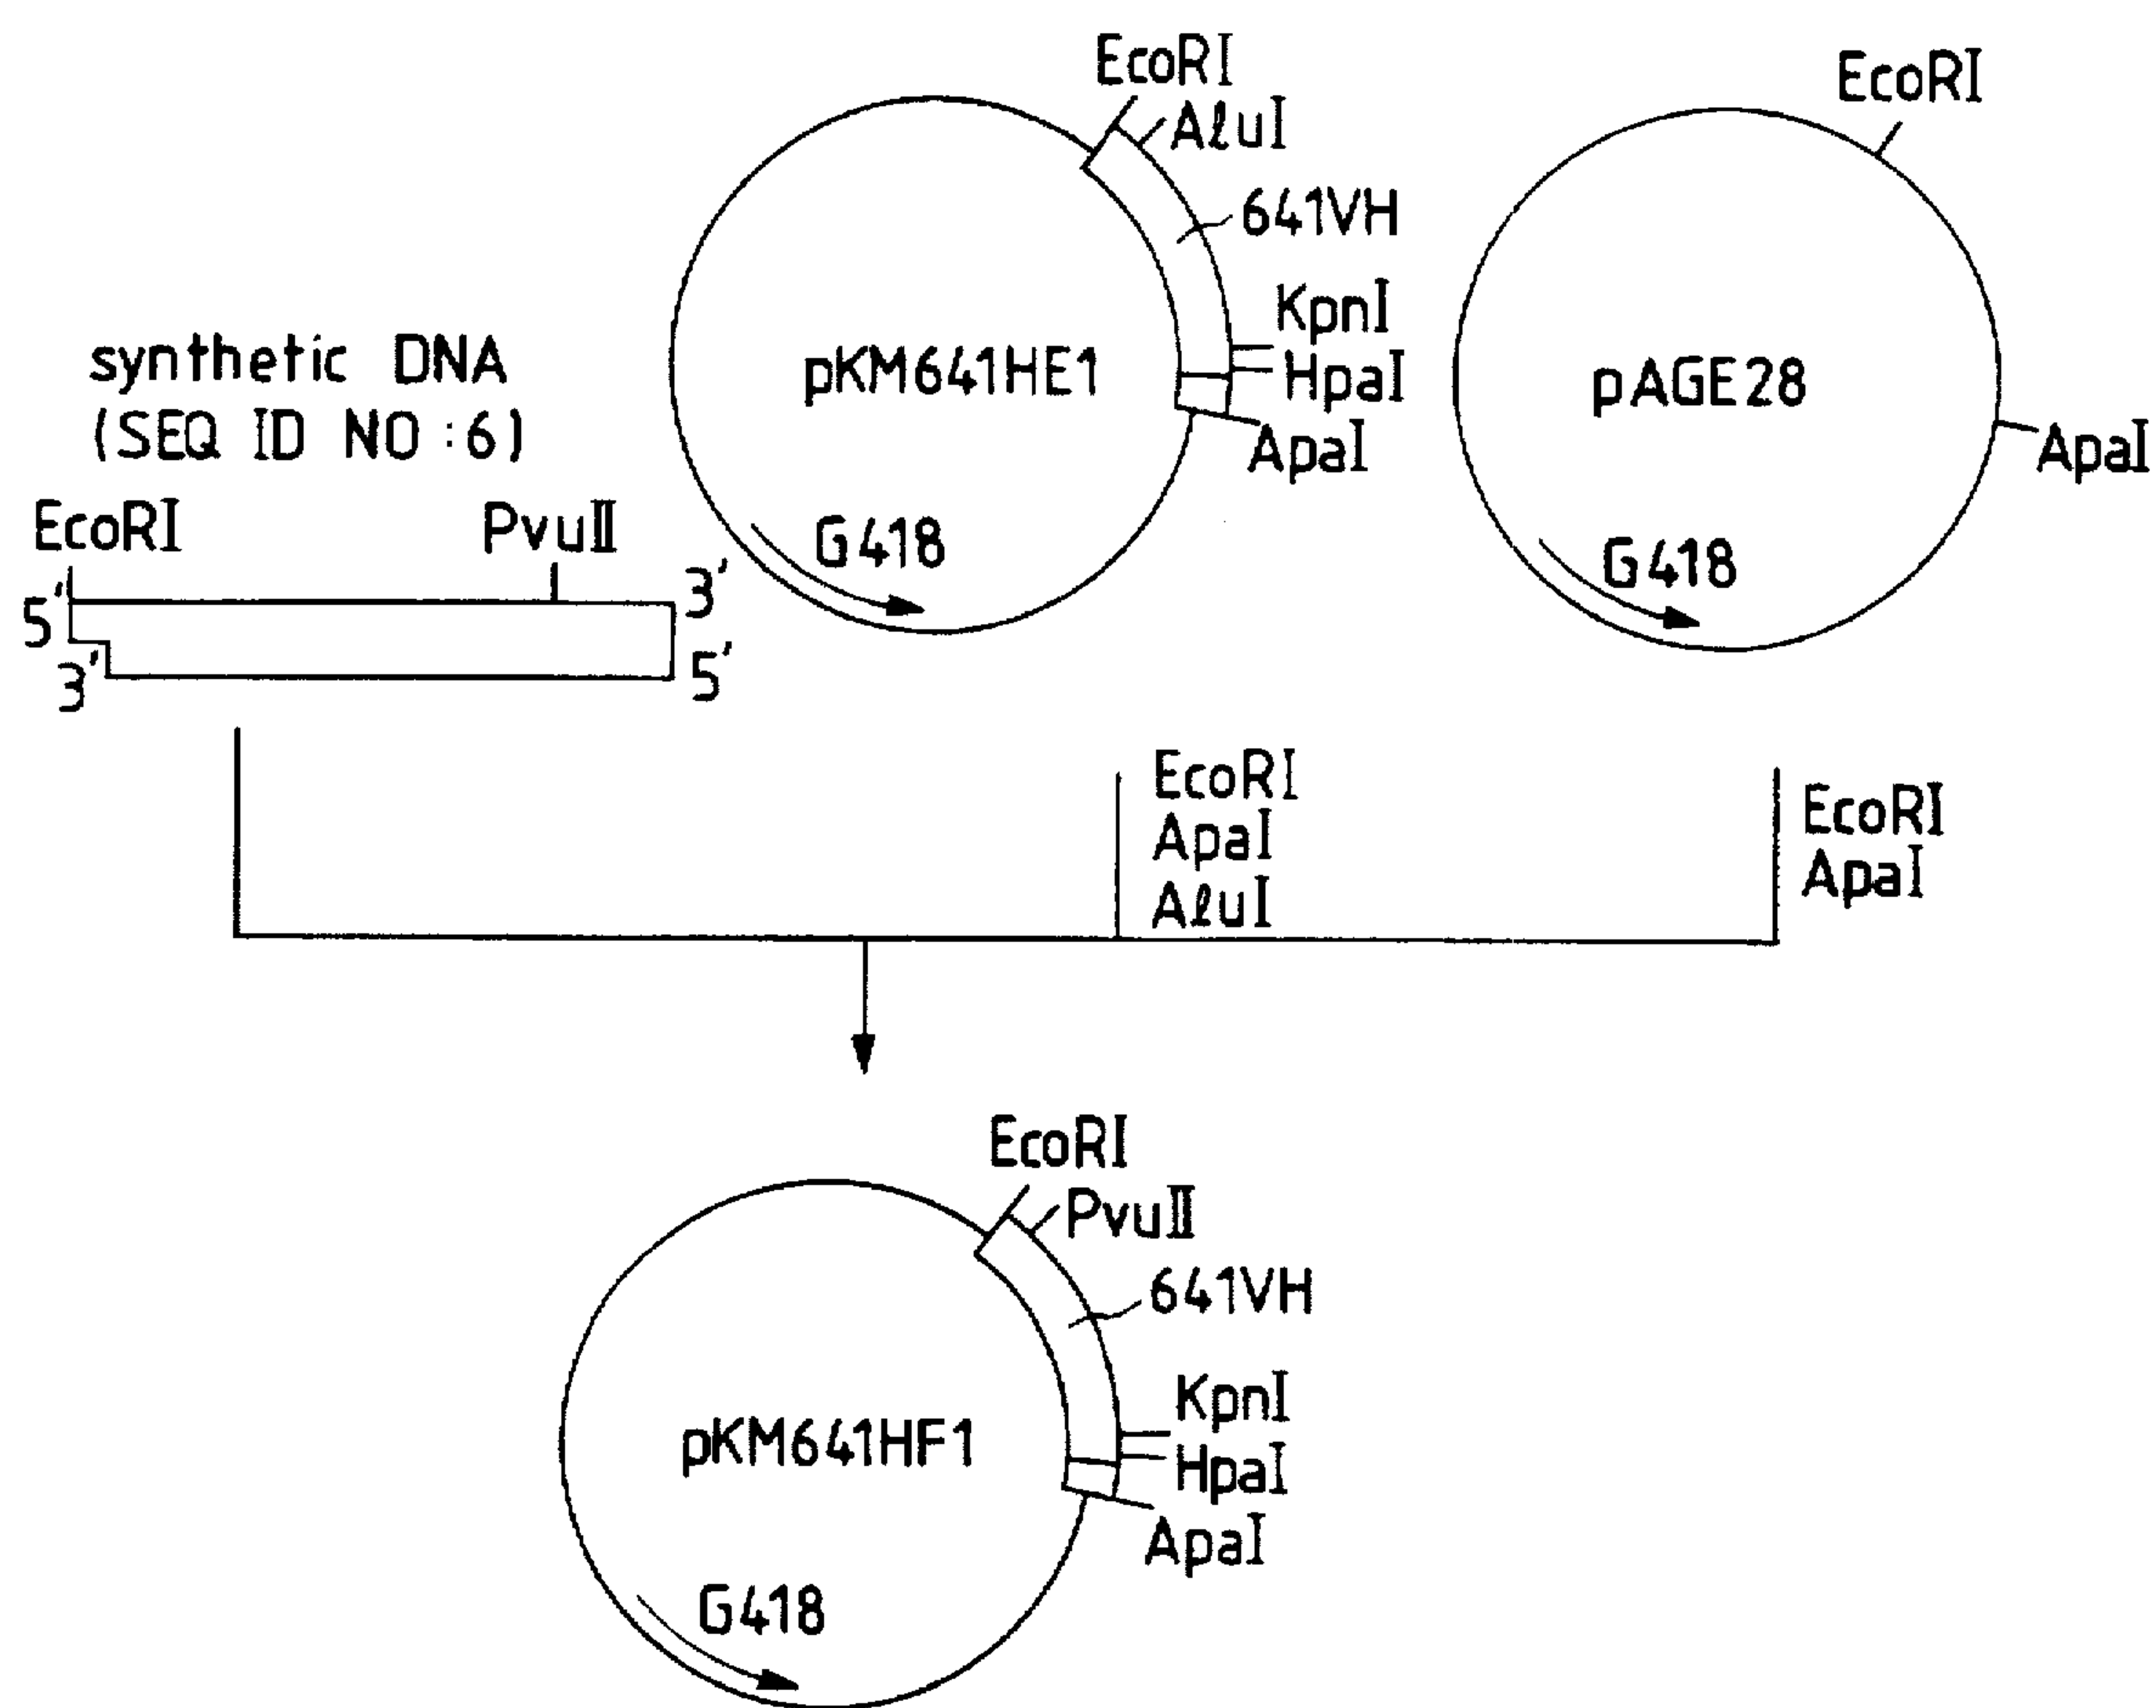 EcoRI
AluI
641VH
KpnI
HpaI
ApaI
pKM641HE1
G418
EcoRI
pAGE28
ApaI
G418
synthetic DNA
(SEQ ID NO:6)
EcoRI
PvuII
5'
3'
3'
5'
EcoRI
ApaI
AluI
EcoRI
ApaI
EcoRI
PvuII
641VH
KpnI
HpaI
ApaI
pKM641HF1
G418